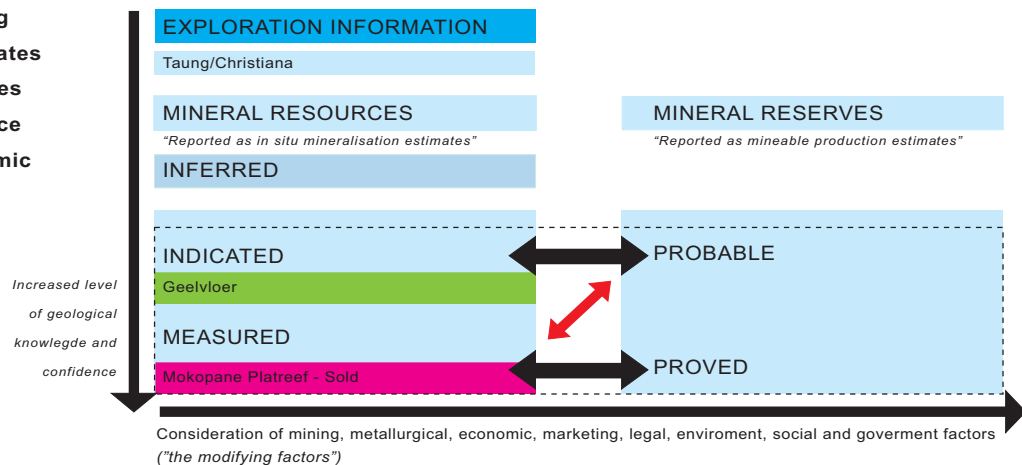 EXPLORATION INFORMATION
Taung/Christiana
MINERAL RESOURCES
“Reported as in situ mineralisation estimates”
MINERAL RESERVES
“Reported as mineable production estimates”
INFERRED
INDICATED
PROBABLE
Geelvloer
MEASURED
Mokopane Platreef - Sold
PROVED
Increased level
of geological
knowlegde and
confidence
Consideration of mining, metallurgical, economic, marketing, legal, enviroment, social and goverment factors
("the modifying factors”)